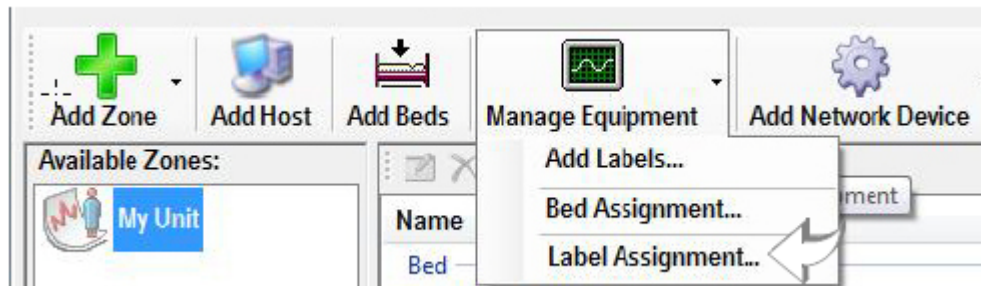 Add Zone
Add Host
Add Beds
Manage Equipment
Add Network Device
Available Zones:
My Unit
Name
Bed
Add Labels...
Bed Assignment...
Label Assignment...